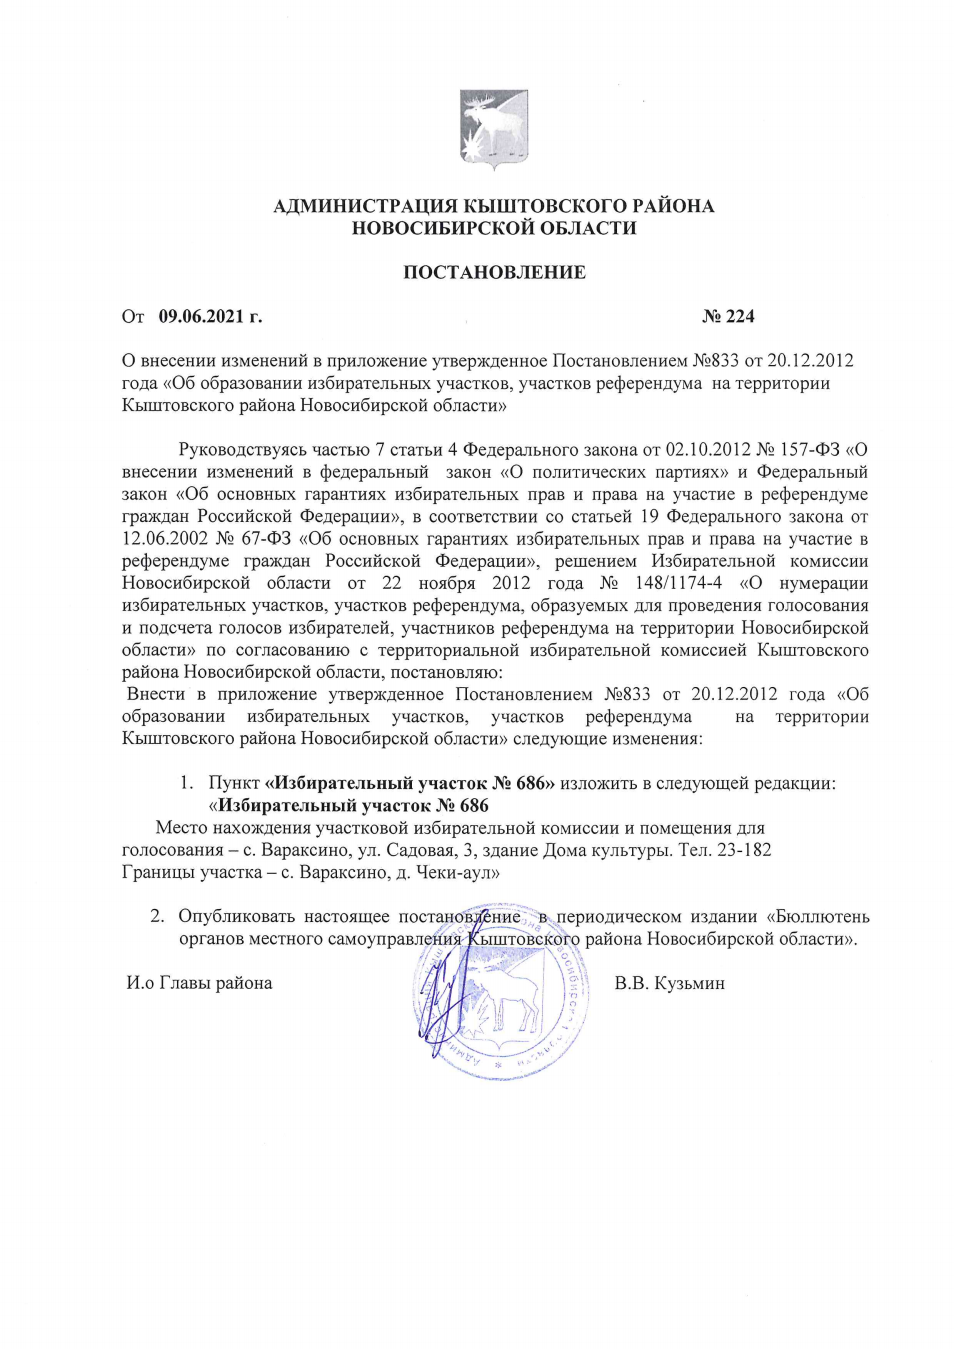 АДМИНИСТРАЦИЯ КЫШТОВСКОГО РАЙОНА
НОВОСИБИРСКОЙ ОБЛАСТИ
ПОСТАНОВЛЕНИЕ
От 09.06.2021 г. № 224
О внесении изменений в приложение утвержденное Постановлением №833 от 20.12.2012
года «Об образовании избирательных участков, участков референдума на территории
Кыштовского района Новосибирской области»
Руководствуясь частью 7 статьи 4 Федерального закона от 02.10.2012 № 157-ФЗ «О
внесении изменений в федеральный закон «О политических партиях» и Федеральный
закон «Об основных гарантиях избирательных прав и права на участие в референдуме
граждан Российской Федерации», в соответствии со статьей 19 Федерального закона от
12.06.2002 № 67-ФЗ «Об основных гарантиях избирательных прав и права на участие в
референдуме граждан Российской Федерации», решением Избирательной комиссии
Новосибирской области от 22 ноября 2012 года № 148/1174-4 «О нумерации
избирательных участков, участков референдума, образуемых для проведения голосования
и подсчета голосов избирателей, участников референдума на территории Новосибирской
области» по согласованию с территориальной избирательной комиссией Кыштовского
района Новосибирской области, постановляю:
Внести в приложение утвержденное Постановлением №833 от 20.12.2012 года «Об
образовании избирательных участков, участков референдума на территории
Кыштовского района Новосибирской области» следующие изменения:
1. Пункт «Избирательный участок № 686» изложить в следующей редакции:
«Избирательный участок № 686
Место нахождения участковой избирательной комиссии и помещения для
голосования – с. Вараксино, ул. Садовая, 3, здание Дома культуры. Тел. 23-182
Границы участка – с. Вараксино, д. Чеки-аул»
2. Опубликовать настоящее постановление в периодическом издании «Бюллютень
органов местного самоуправления Кыштовского района Новосибирской области».
И.о Главы района В.В. Кузьмин